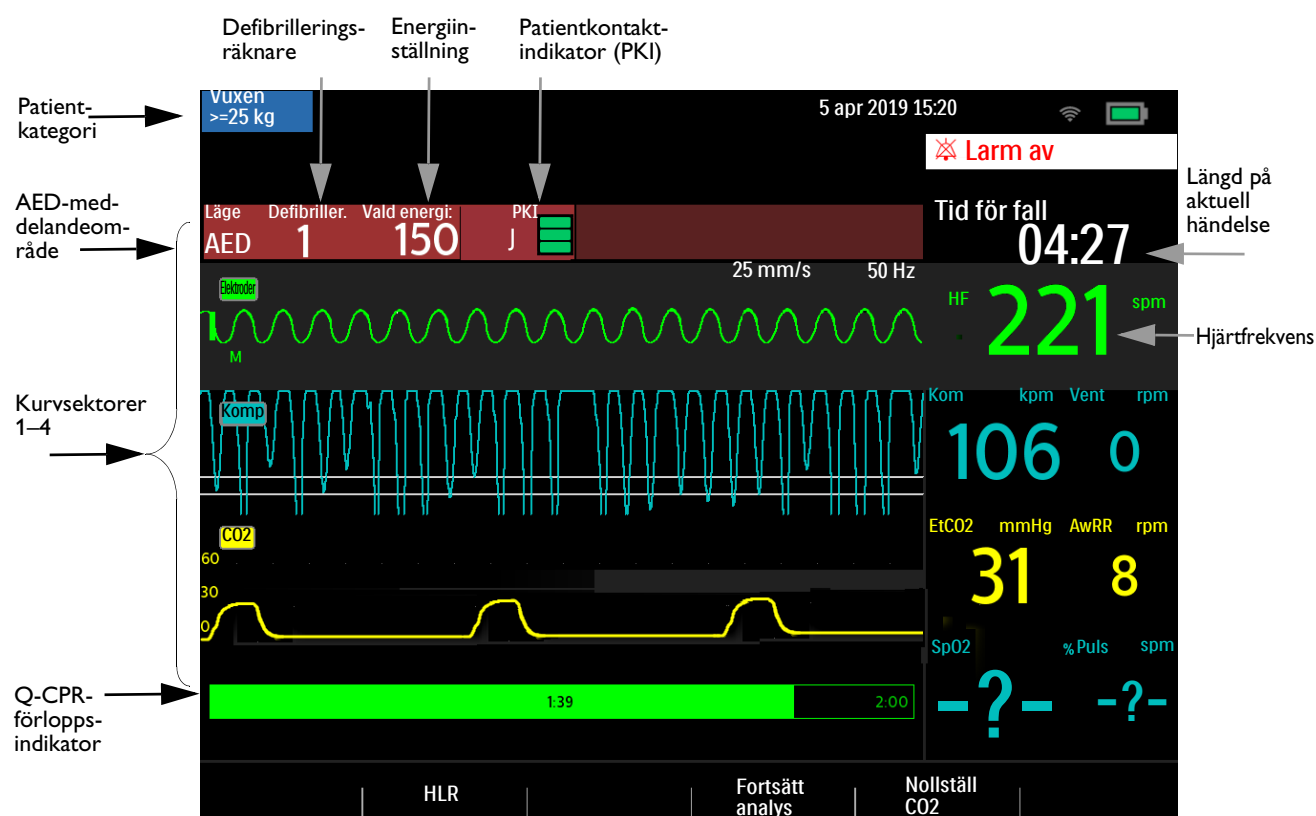 Defibrillerings-
räknare
Energiin-
ställning
Patientkontakt-
indikator (PKI)
Patient-
kategori
Vuxen
>=25 kg
5 apr 2019 15:20
Larm av
AED-med-
delandeom-
råde
Läge Defibriller. Vald energi: PKI
AED 1 150 J
Tid för fall
04:27
Längd på
aktuell
händelse
25 mm/s 50 Hz
Elektroder
M
HF 221 spm
Hjärtfrekvens
Kurvsektorer
1–4
Komp
Kom kpm Vent rpm
106 0
CO2
60
30
0
EtCO2 mmHg AwRR rpm
31 8
SpO2 % Puls spm
-?- -?-
Q-CPR-
förlopps-
indikator
1:39 2:00
HLR
Fortsätt
analys
Nollställ
CO2